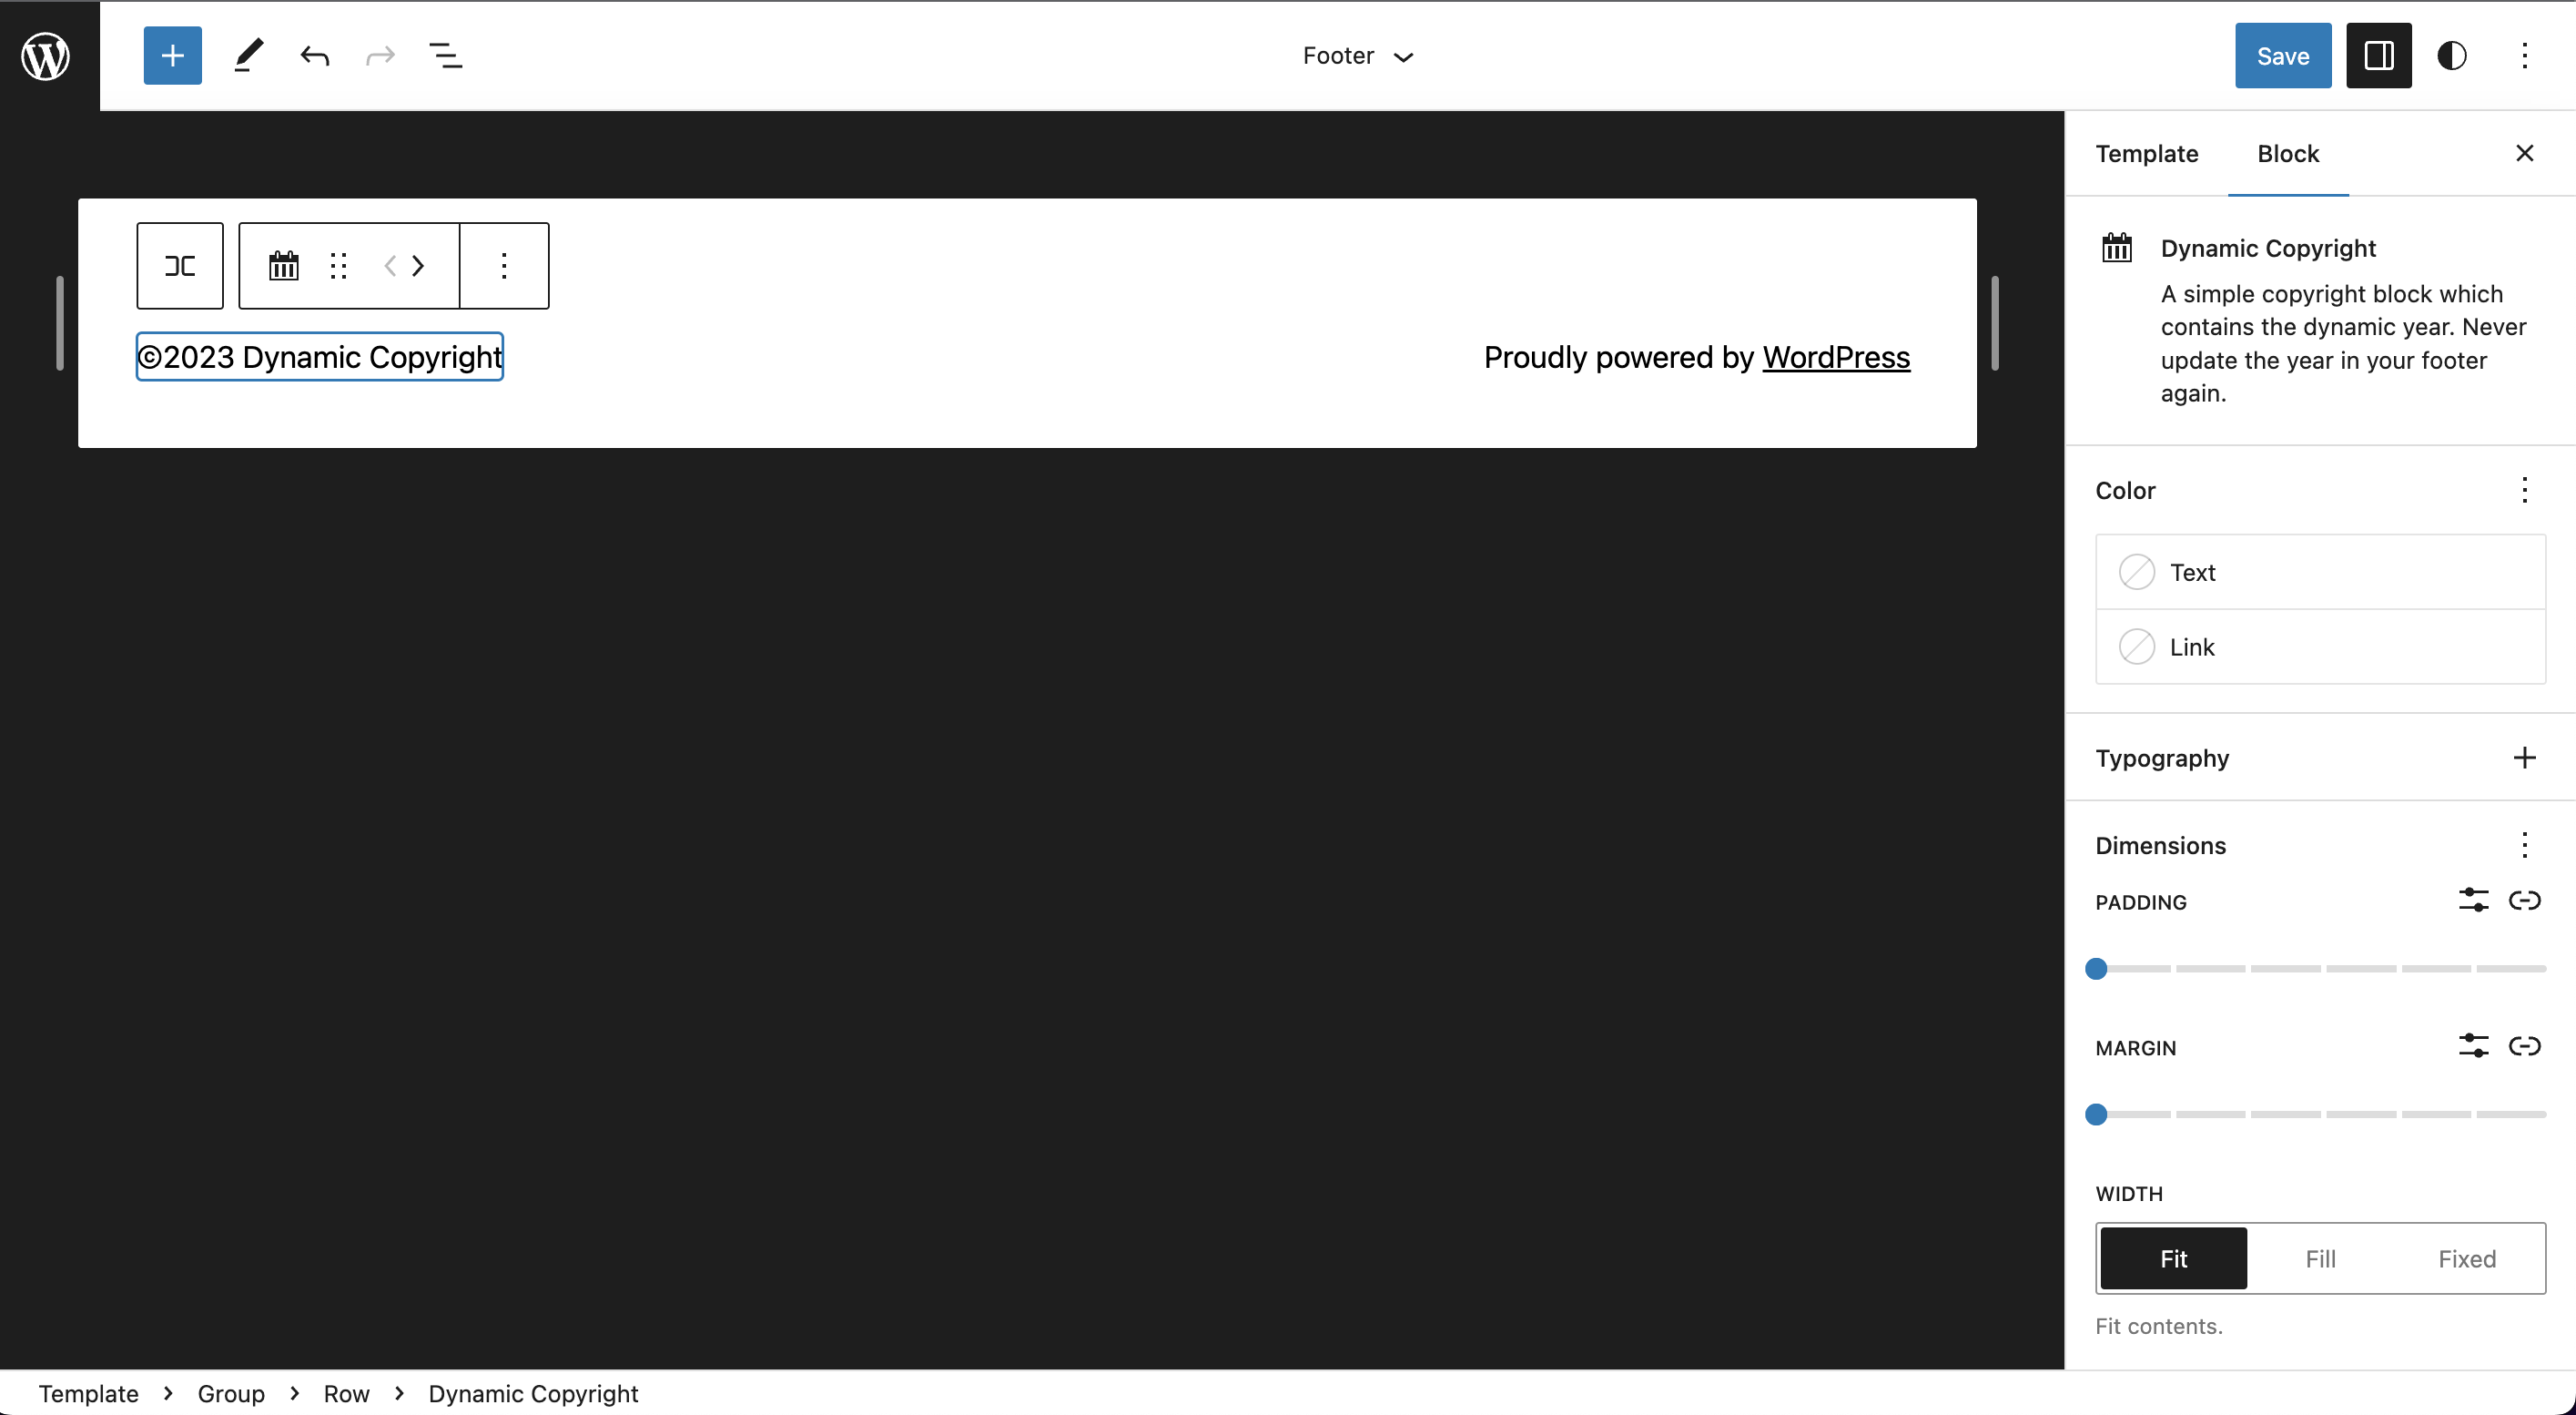 Footer
Save
©2023 Dynamic Copyright
Proudly powered by WordPress
Template
Block
Dynamic Copyright
A simple copyright block which
contains the dynamic year. Never
update the year in your footer
again.
Color
Text
Link
Typography
Dimensions
PADDING
MARGIN
WIDTH
Fit
Fill
Fixed
Fit contents.
Template > Group > Row > Dynamic Copyright